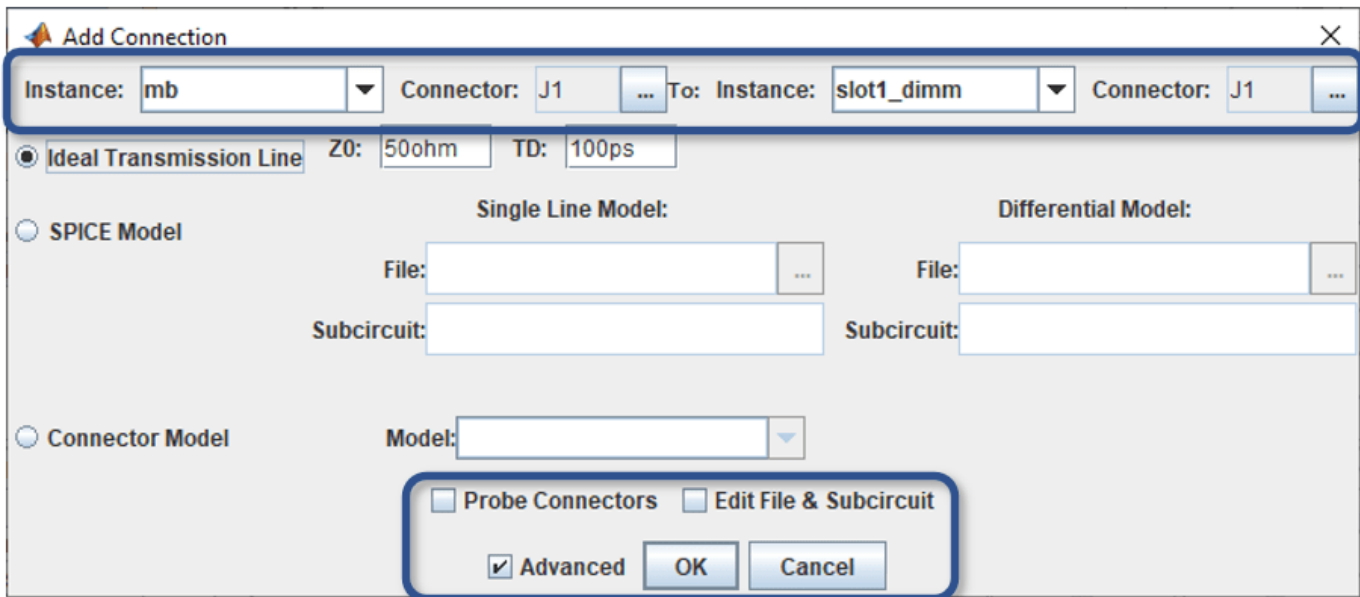 Add Connection
Instance: mb Connector: J1 ... To: Instance: slot1_dimm Connector: J1 ...
Ideal Transmission Line Z0: 50ohm TD: 100ps
Single Line Model: Differential Model:
SPICE Model
File: ... File: ...
Subcircuit: Subcircuit:
Connector Model Model:
Probe Connectors Edit File & Subcircuit
Advanced OK Cancel